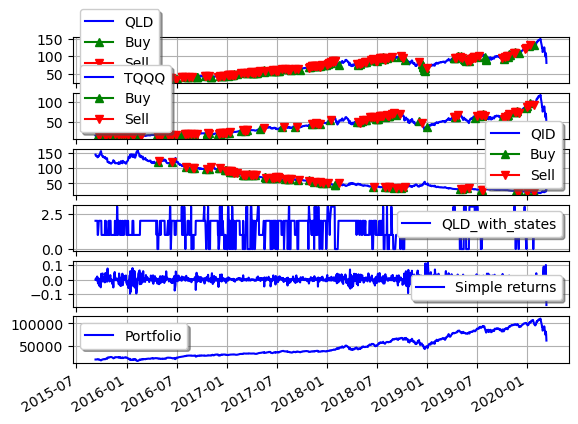 QLD
Buy
Sell
150
100
50
TQQQ
Buy
Sell
100
50
QID
Buy
Sell
150
100
50
QLD_with_states
2.5
0.0
Simple returns
0.1
0.0
−0.1
Portfolio
100000
50000
2015-07
2016-01
2016-07
2017-01
2017-07
2018-01
2018-07
2019-01
2019-07
2020-01